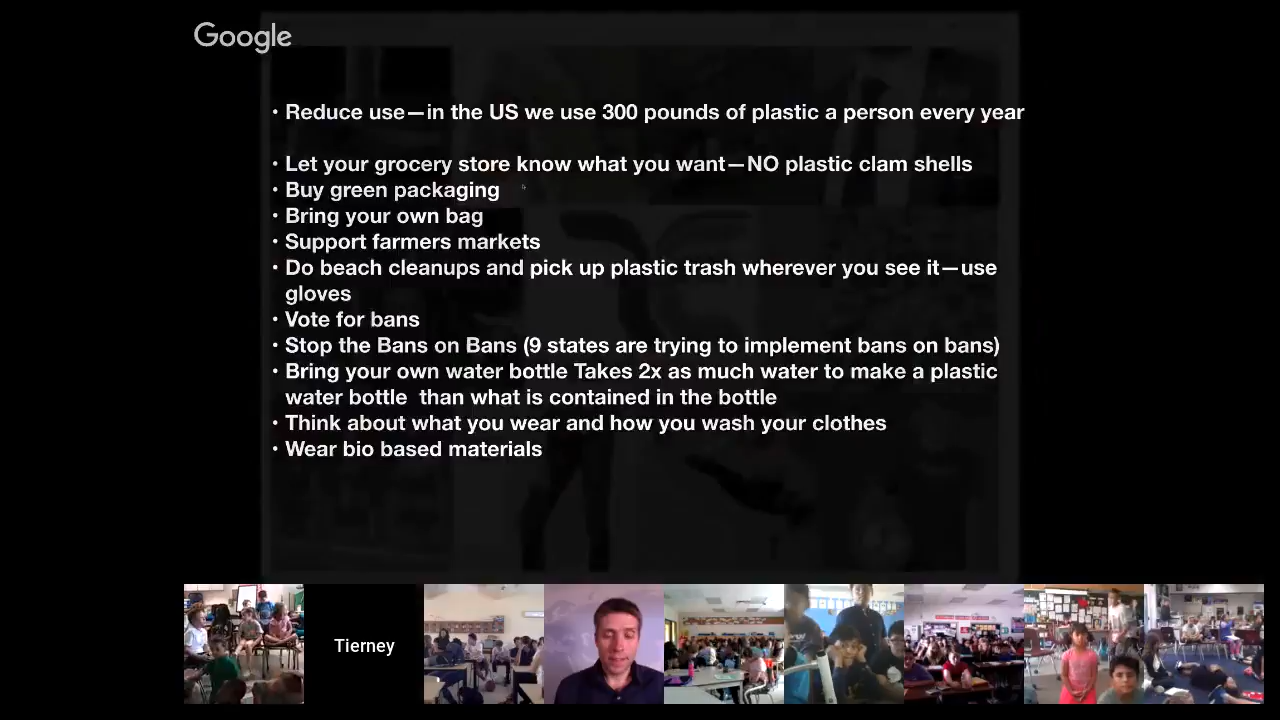 Google
• Reduce use—in the US we use 300 pounds of plastic a person every year
• Let your grocery store know what you want—NO plastic clam shells
• Buy green packaging
• Bring your own bag
• Support farmers markets
• Do beach cleanups and pick up plastic trash wherever you see it—use
gloves
• Vote for bans
• Stop the Bans on Bans (9 states are trying to implement bans on bans)
• Bring your own water bottle Takes 2x as much water to make a plastic
water bottle  than what is contained in the bottle
• Think about what you wear and how you wash your clothes
• Wear bio based materials
Tierney